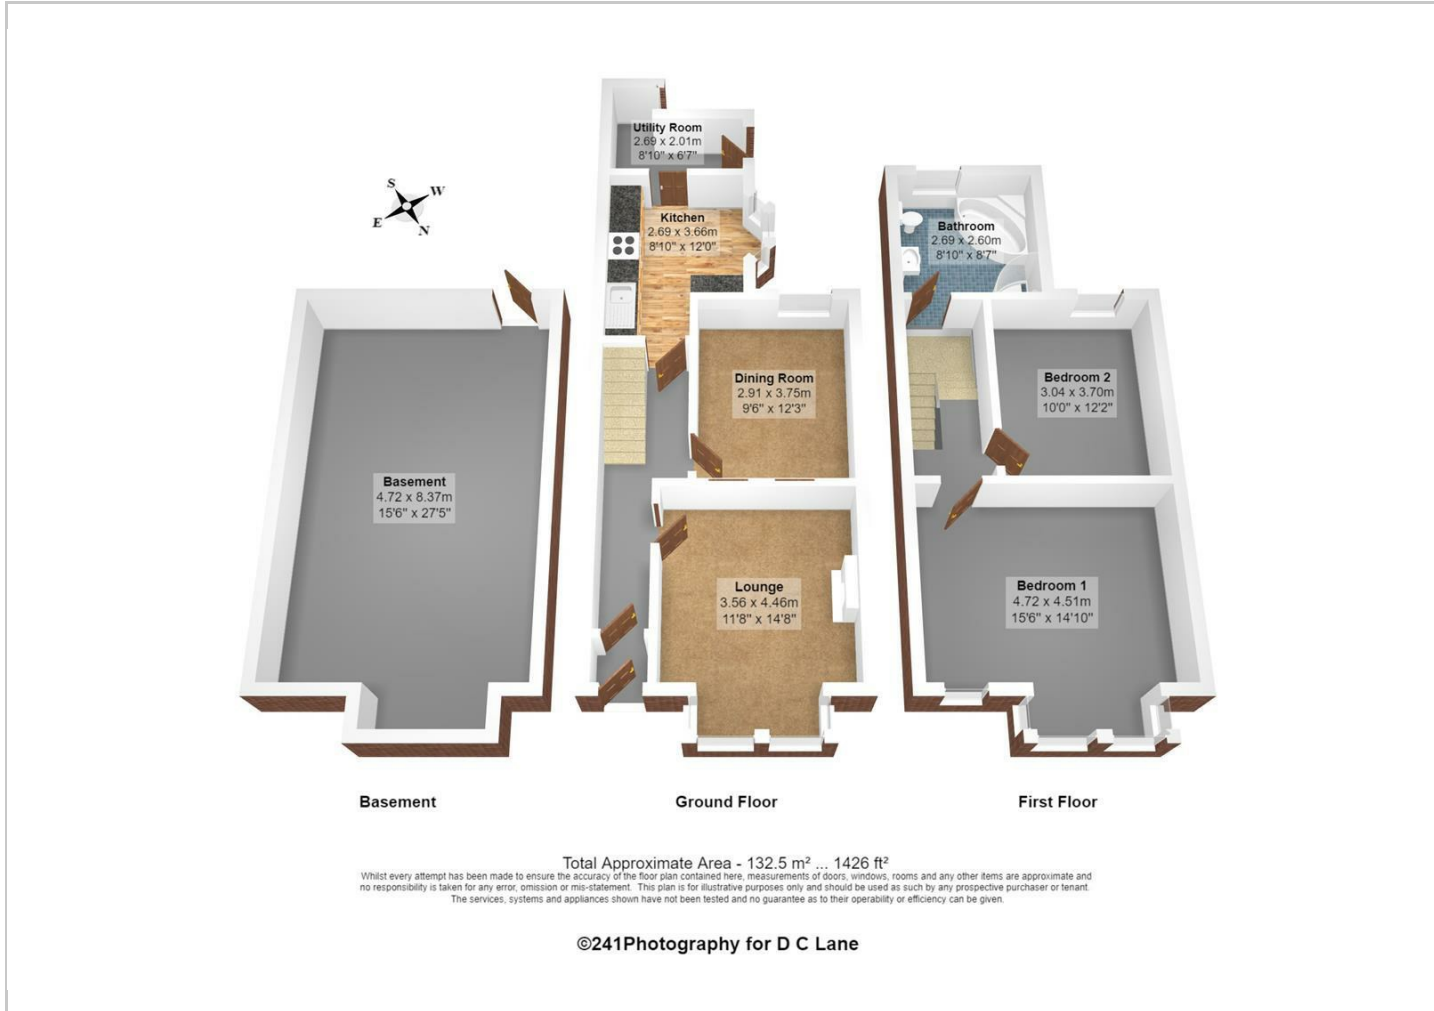 Utility Room
2.69 x 2.01m
8'10" x 6'7"
S
W
E
N
Kitchen
2.69 x 3.66m
8'10" x 12'0"
Bathroom
2.69 x 2.60m
8'10" x 8'7"
Dining Room
2.91 x 3.75m
9'6" x 12'3"
Bedroom 2
3.04 x 3.70m
10'0" x 12'2"
Basement
4.72 x 8.37m
15'6" x 27'5"
Lounge
3.56 x 4.46m
11'8" x 14'8"
Bedroom 1
4.72 x 4.51m
15'6" x 14'10"
Basement
Ground Floor
First Floor
Total Approximate Area - 132.5 m² ... 1426 ft²
Whilst every attempt has been made to ensure the accuracy of the floor plan contained here, measurements of doors, windows, rooms and any other items are approximate and
no responsibility is taken for any error, omission or mis-statement. This plan is for illustrative purposes only and should be used as such by any prospective purchaser or tenant.
The services, systems and appliances shown have not been tested and no guarantee as to their operability or efficiency can be given.
©241Photography for D C Lane